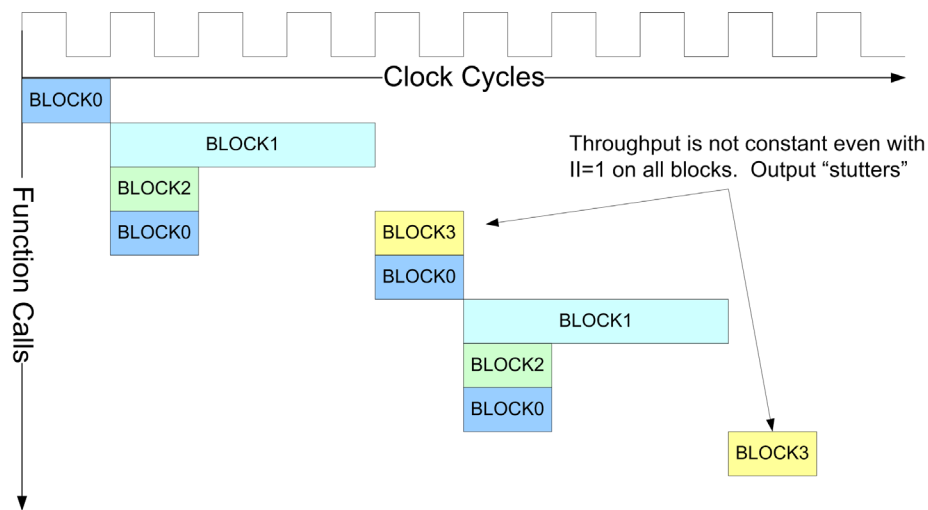 Clock Cycles
Function Calls
BLOCK0
BLOCK1
Throughput is not constant even with
II=1 on all blocks.  Output “stutters”
BLOCK2
BLOCK0
BLOCK3
BLOCK0
BLOCK1
BLOCK2
BLOCK0
BLOCK3